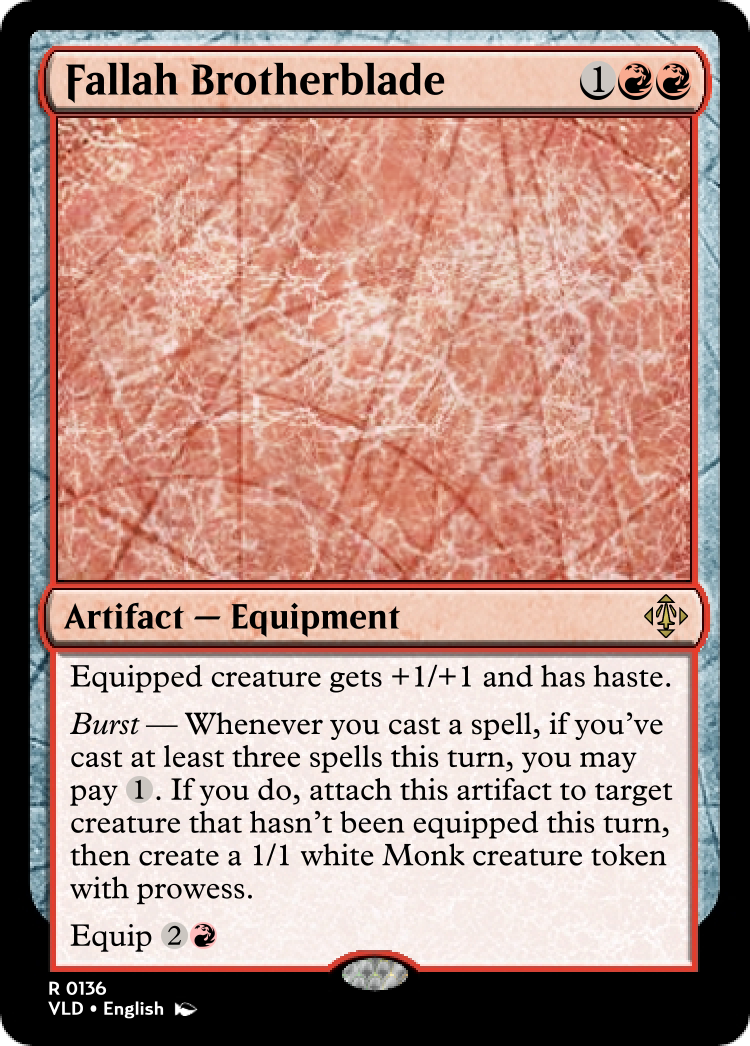 Fallah Brotherblade 1
Artifact — Equipment
Equipped creature gets +1/+1 and has haste.
Burst — Whenever you cast a spell, if you've
cast at least three spells this turn, you may
pay 1. If you do, attach this artifact to target
creature that hasn't been equipped this turn,
then create a 1/1 white Monk creature token
with prowess.
Equip 2
R 0136
VLD • English